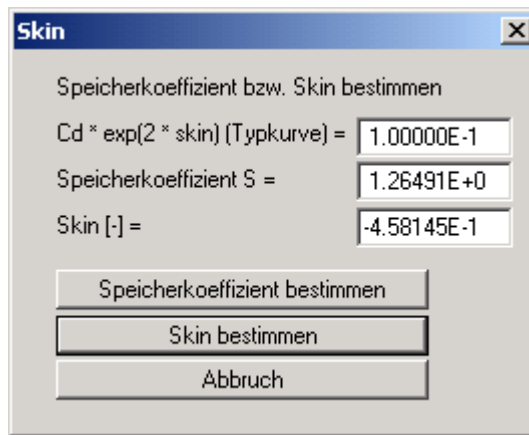 Skin
Speicherkoeffizient bzw. Skin bestimmen
Cd * exp(2 * skin) (Typkurve) = 1.00000E-1
Speicherkoeffizient S = 1.26491E+0
Skin [-] = -4.58145E-1
Speicherkoeffizient bestimmen
Skin bestimmen
Abbruch